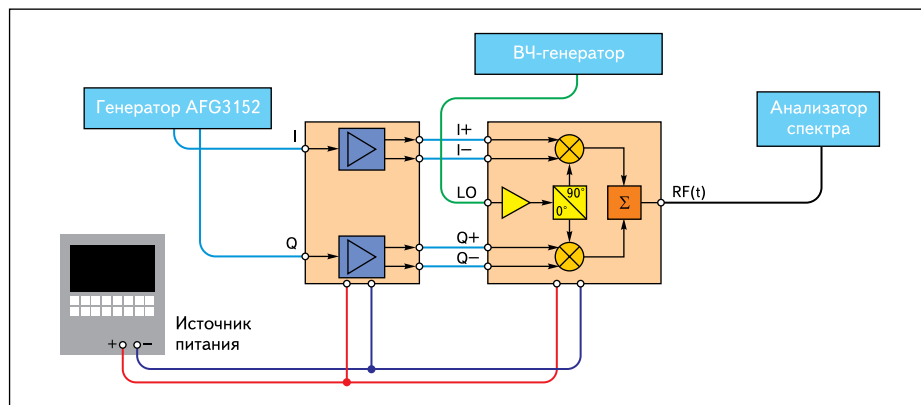 ВЧ-генератор
Генератор AFG3152
Анализатор
спектра
I
I+
I−
LO
90°
0°
Σ
RF(t)
Q
Q+
Q−
Источник
питания
+ −